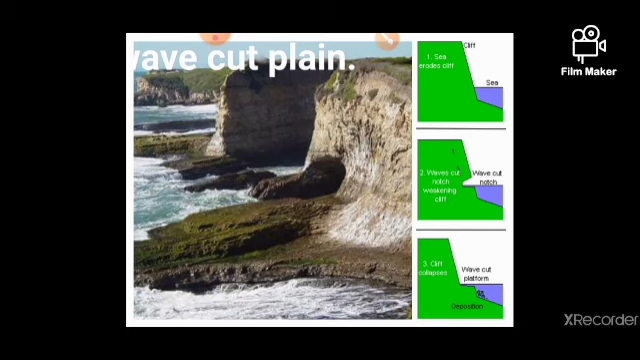 wave cut plain.
Cliff
1. Sea
erodes cliff
Sea
2. Waves cut
notch
weakening
cliff
Wave cut
notch
3. Cliff
collapses
Wave cut
platform
Deposition
Film Maker
XRecorder